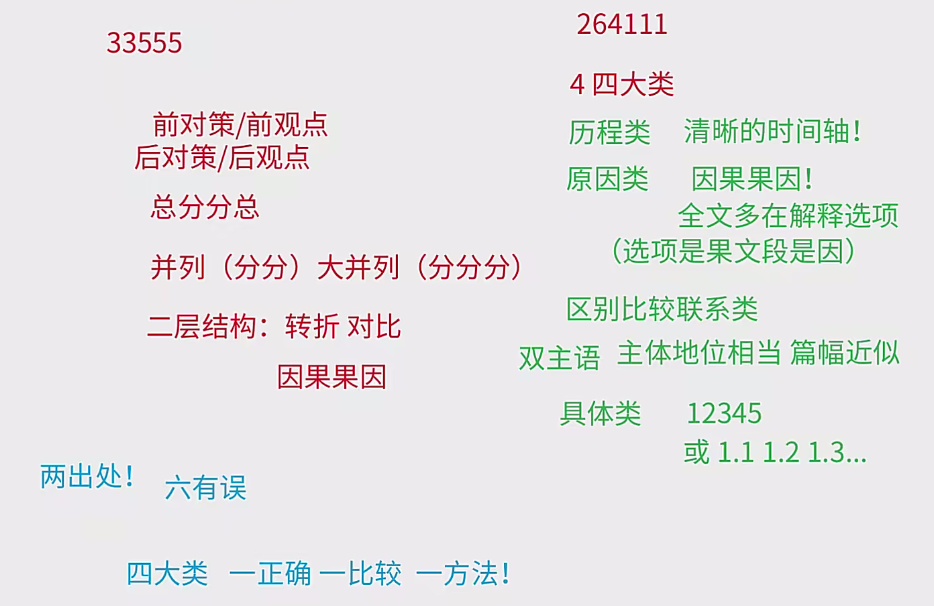 33555
前对策/前观点
后对策/后观点
总分分总
并列（分分）大并列（分分分）
二层结构：转折 对比
因果果因
两出处！
六有误
四大类 一正确 一比较 一方法！
264111
4 四大类
历程类 清晰的时间轴！
原因类 因果果因！
全文多在解释选项
（选项是果文段是因）
区别比较联系类
双主语 主体地位相当 篇幅近似
具体类 12345
或 1.1 1.2 1.3...